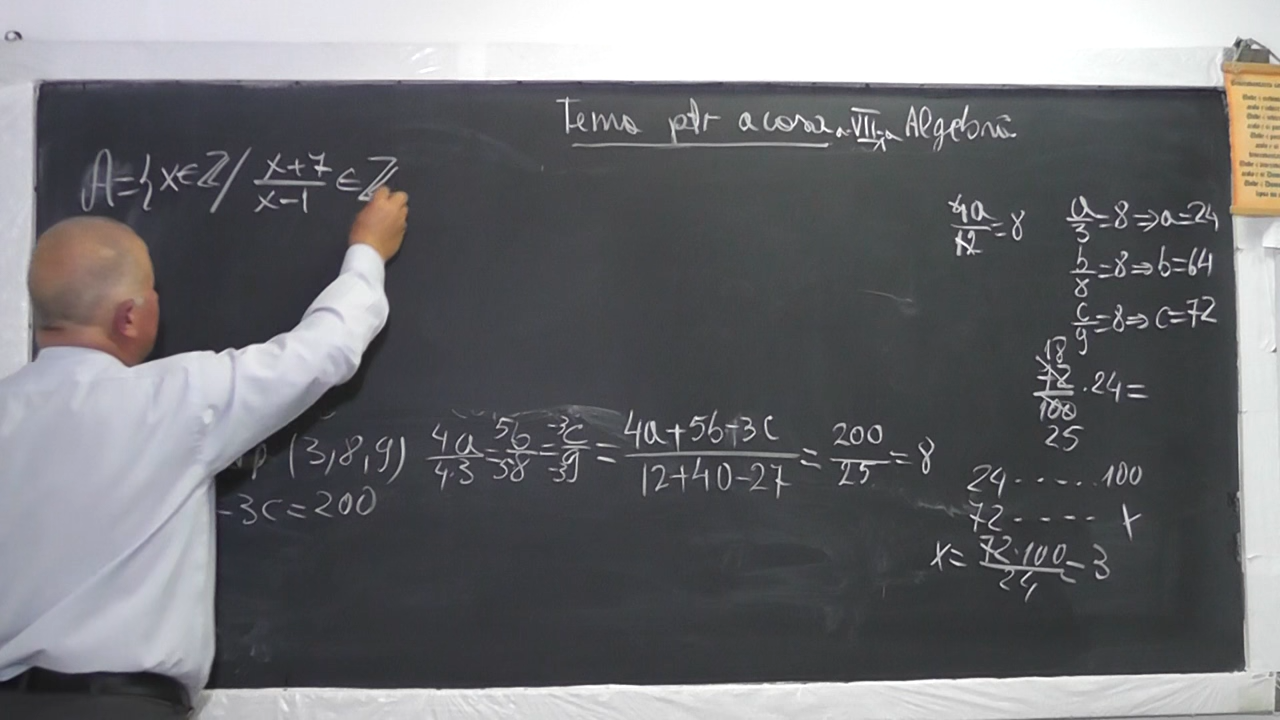 Tema ptr acasa a VII-a Algebră
A={x∈ℤ/ x+7/x-1 ∈ℤ
4a/12=8
a/3=8⇒a=24
b/8=8⇒b=64
c/9=8⇒c=72
18
72/100 ·24=
25
(3,8,9) 4a/4·3=5b/5·8=-3c/-3·9=4a+5b-3c/12+40-27=200/25=8
-3c=200
24.....100
72.....x
x=72·100/24=3